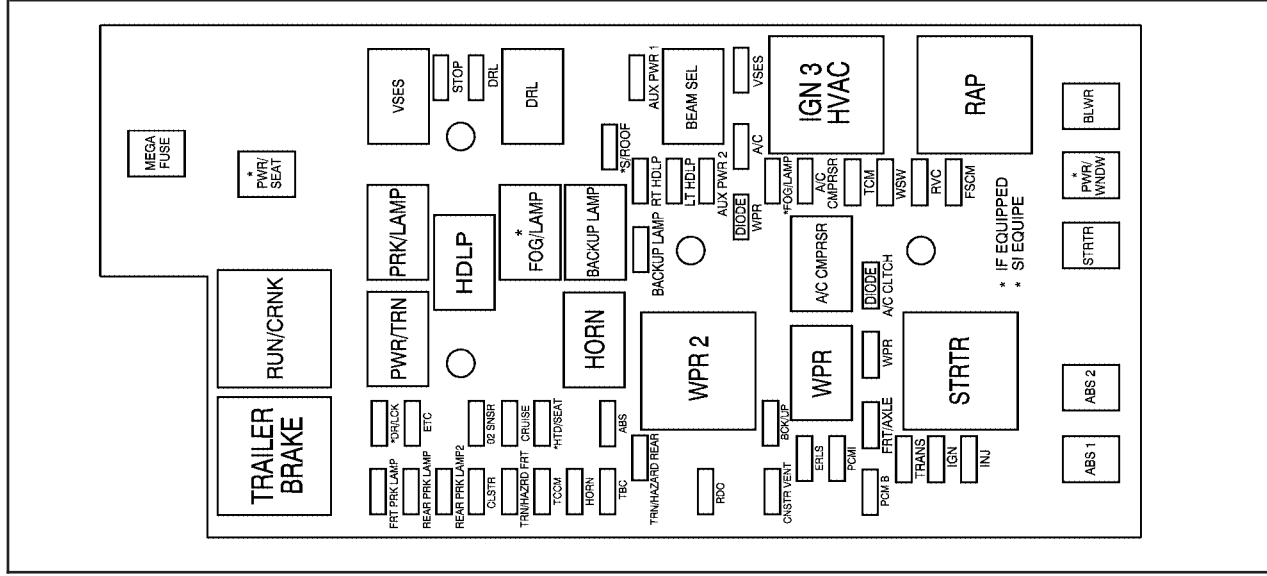 MEGA
FUSE
*
PWR/
SEAT
VSES
STOP
DRL
DRL
AUX PWR 1
BEAM SEL
VSES
IGN 3
HVAC
RAP
BLWR
*S/ROOF
A/C
PRK/LAMP
HDLP
*
FOG/LAMP
BACKUP LAMP
RT HDLP
LT HDLP
AUX PWR 2
DIODE
WPR
*FOG/LAMP
A/C
CMPRSR
TCM
WSW
RVC
FSCM
*
PWR/
WNDW
BACKUP LAMP
A/C CMPRSR
DIODE
A/C CLTCH
* IF EQUIPPED
* SI EQUIPE
STRTR
RUN/CRNK
PWR/TRN
HORN
WPR 2
WPR
WPR
STRTR
TRAILER
BRAKE
*DR/LCK
ETC
02 SNSR
CRUISE
*HTD/SEAT
ABS
BCK/UP
FRT/AXLE
ABS 2
FRT PRK LAMP
REAR PRK LAMP
REAR PRK LAMP2
CLSTR
TRN/HAZRD FRT
TCCM
HORN
TBC
TRN/HAZARD REAR
RDC
CNSTR VENT
ERLS
PCMI
PCM B
TRANS
IGN
INJ
ABS 1